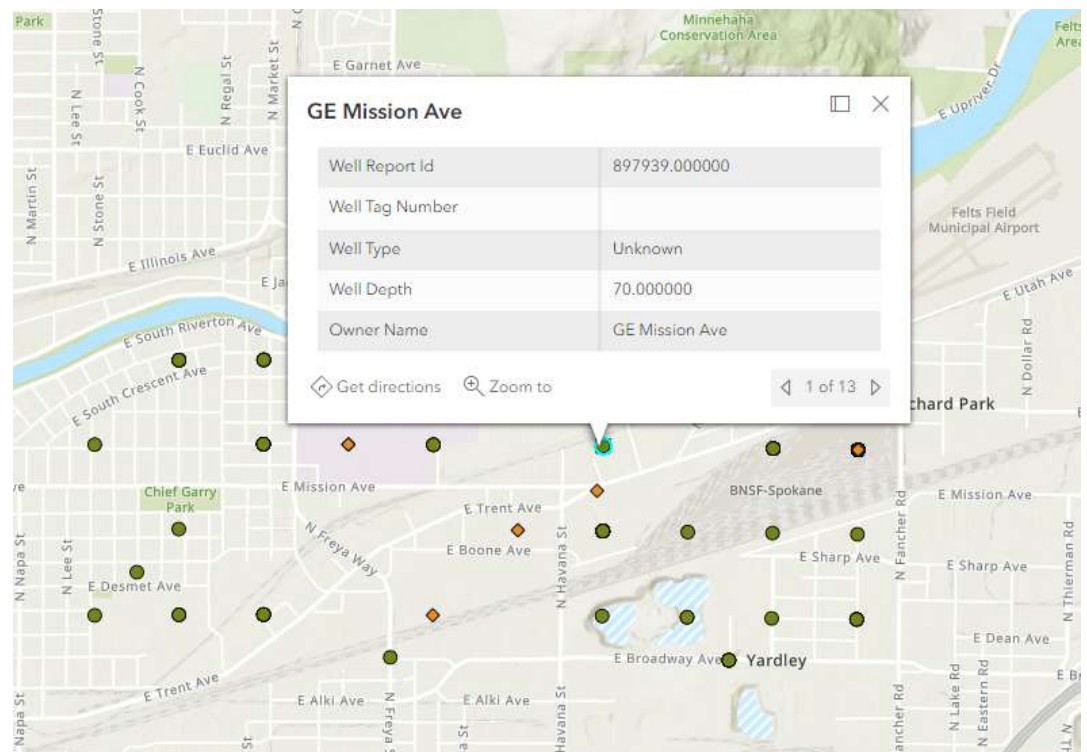 Park
Stone St
N Stone St
N Lee St
N Cook St
N Regal St
N Market St
E Garnet Ave
Minnehaha
Conservation Area
E Upriver Dr
E Euclid Ave
N Martin St
N Stone St
E Illinois Ave
GE Mission Ave
Well Report Id 897939.000000
Well Tag Number
Well Type Unknown
Well Depth 70.000000
Owner Name GE Mission Ave
Get directions Zoom to 1 of 13
Felts Field
Municipal Airport
E Utah Ave
N Dollar Rd
E South Riverton Ave
E South Crescent Ave
Chief Garry
Park
E Mission Ave
E Trent Ave
BNSF-Spokane
E Mission Ave
N Freya Way
E Boone Ave
N Havana St
E Sharp Ave
N Fancher Rd
E Sharp Ave
N Thierman Rd
N Napa St
N Lee St
E Desmet Ave
E Dean Ave
E Broadway Ave
Yardley
E Trent Ave
E Alki Ave
E Alki Ave
N Lake Rd
N Eastern Rd
Napa St
Havana St